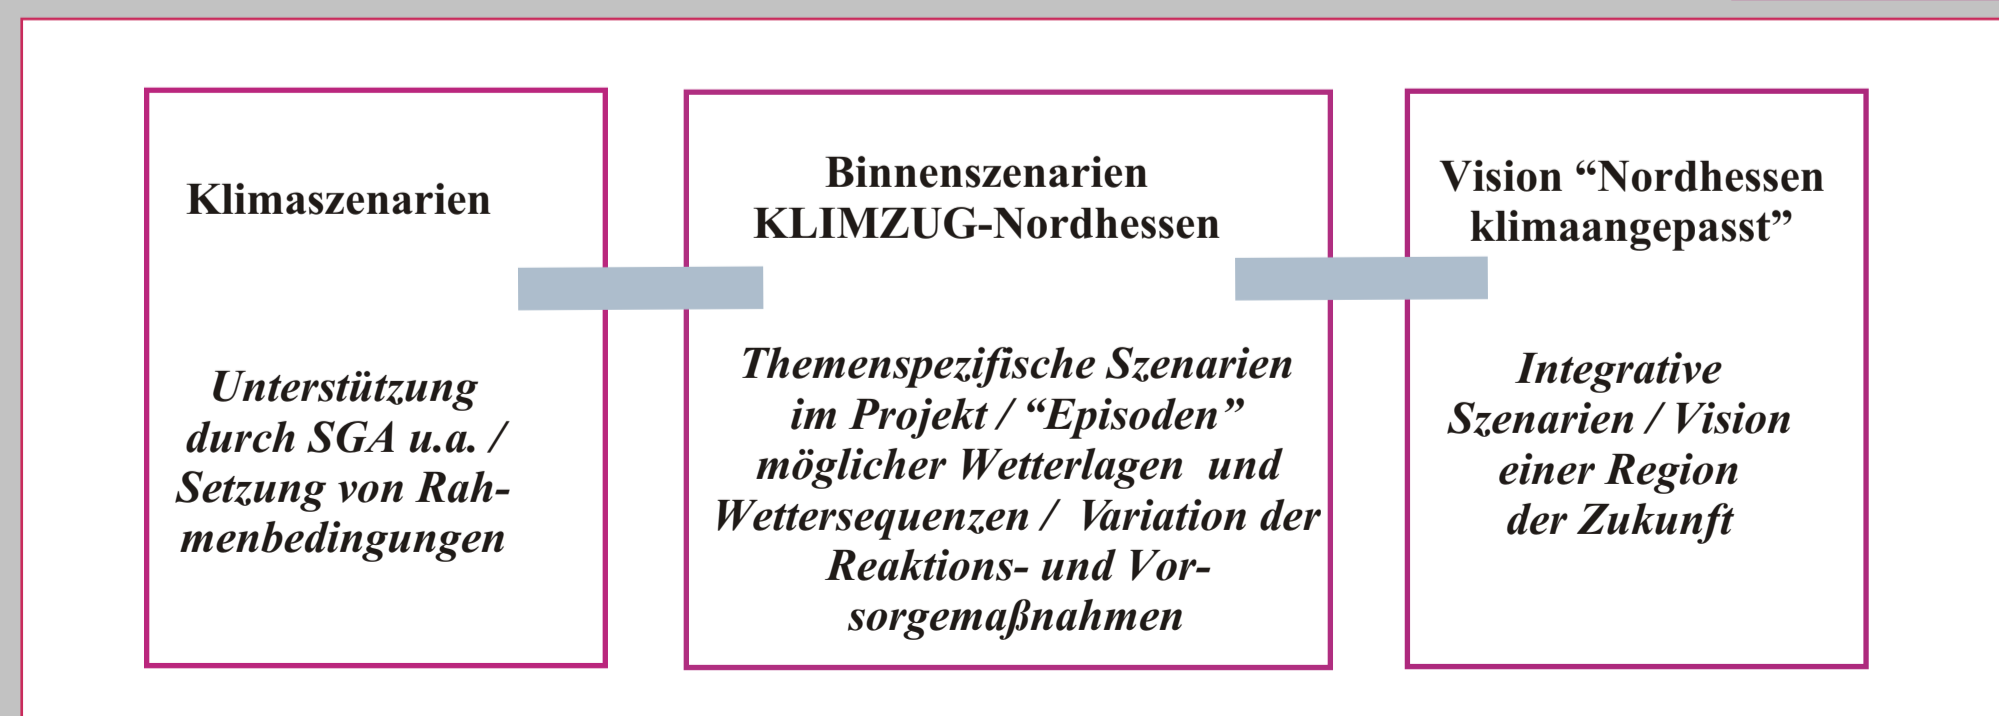 Klimaszenarien
Unterstützung
durch SGA u.a. /
Setzung von Rah-
menbedingungen
Binnenszenarien
KLIMZUG-Nordhessen
Themenspezifische Szenarien
im Projekt / “Episoden”
möglicher Wetterlagen und
Wettersequenzen / Variation der
Reaktions- und Vor-
sorgemaßnahmen
Vision “Nordhessen
klimaangepasst”
Integrative
Szenarien / Vision
einer Region
der Zukunft